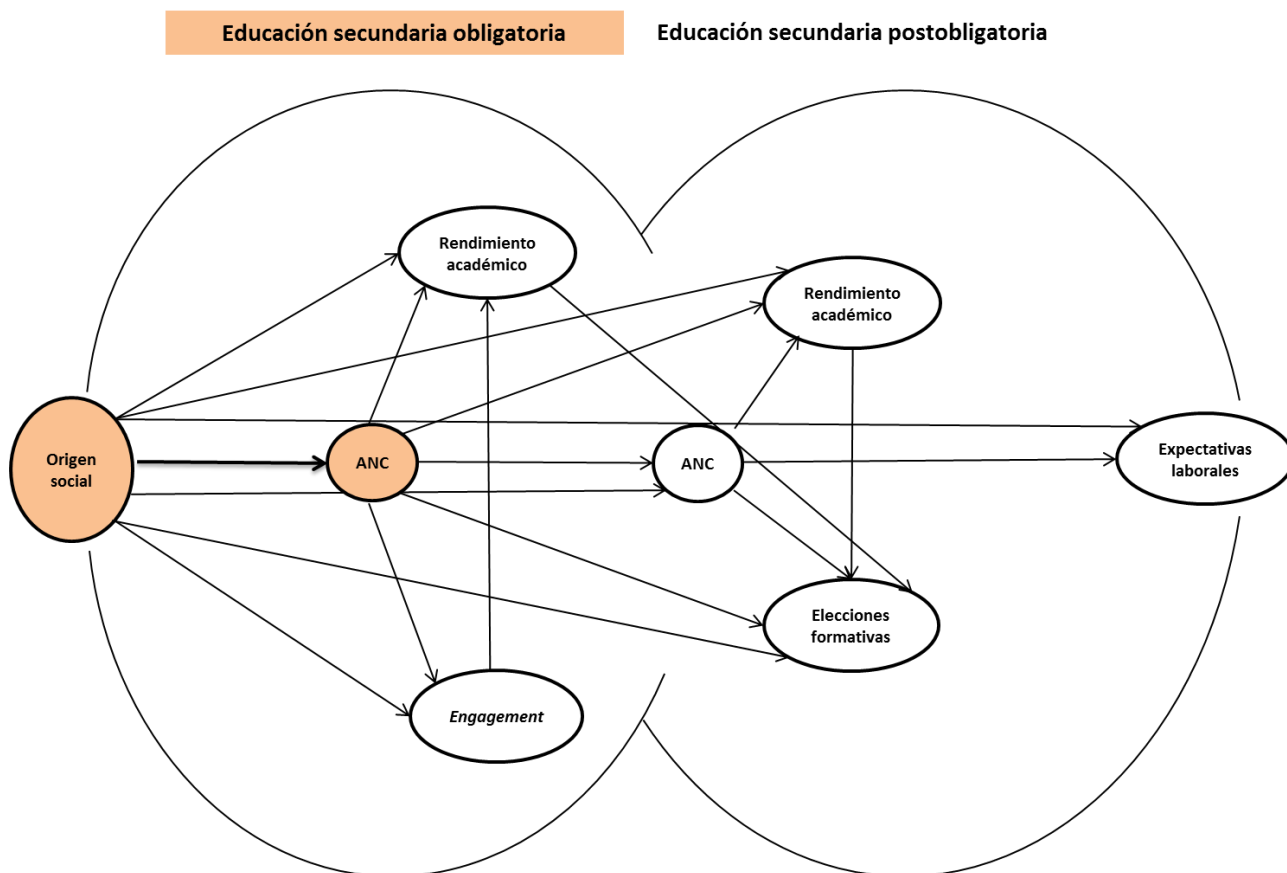 Educación secundaria obligatoria
Educación secundaria postobligatoria
Rendimiento
académico
Rendimiento
académico
Origen
social
ANC
ANC
Expectativas
laborales
Elecciones
formativas
Engagement